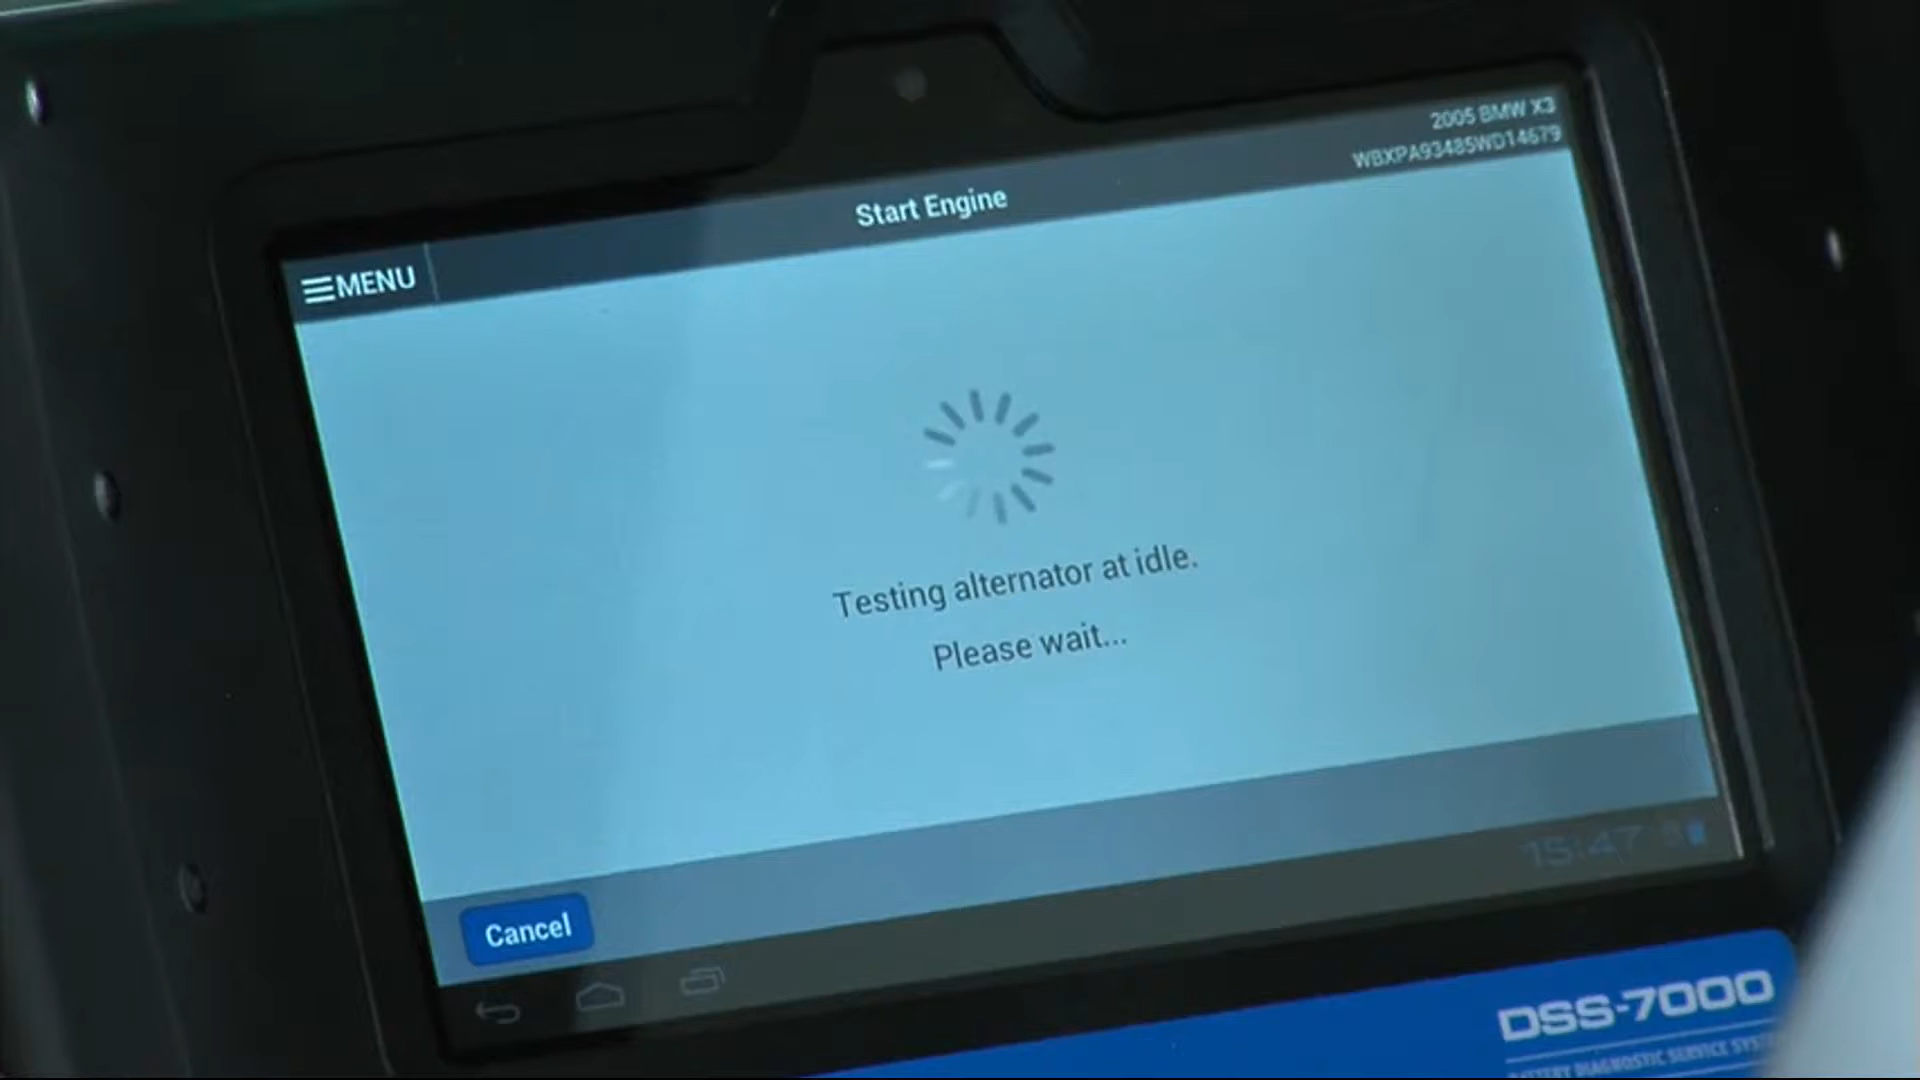 2005 BMW X3
WBXPA93485WD14679
Start Engine
MENU
Testing alternator at idle.
Please wait...
15:47
Cancel
DSS-7000
BATTERY DIAGNOSTIC SERVICE